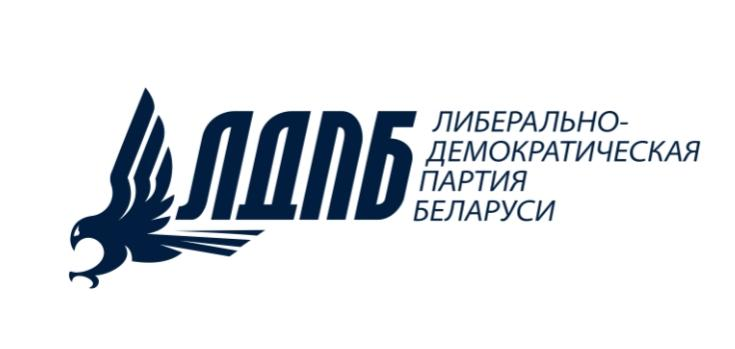 ЛДПБ
ЛИБЕРАЛЬНО-
ДЕМОКРАТИЧЕСКАЯ
ПАРТИЯ
БЕЛАРУСИ